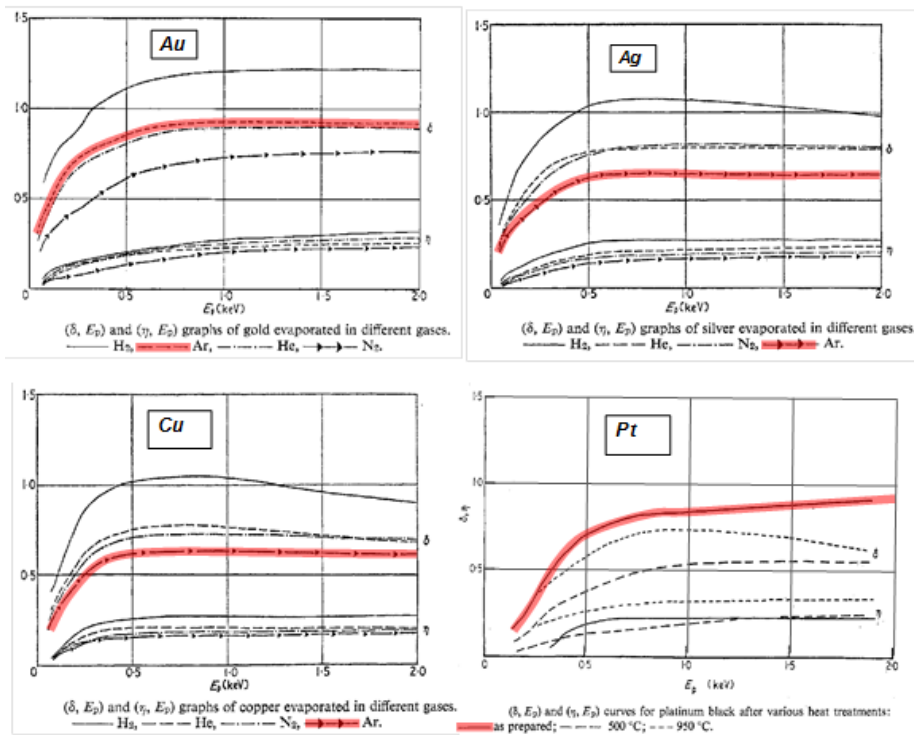 Au
1·5
1·0
0·5
δ
η
0
0·5
1·0
1·5
2·0
Ep(keV)
(δ, Ep) and (η, Ep) graphs of gold evaporated in different gases.
H2, Ar, He, N2.
Ag
1·5
1·0
0·5
δ
η
0
0·5
1·0
1·5
2·0
Ep(keV)
(δ, Ep) and (η, Ep) graphs of silver evaporated in different gases.
H2, He, N2, Ar.
Cu
1·5
1·0
0·5
δ
η
0
0·5
1·0
1·5
2·0
Ep(keV)
(δ, Ep) and (η, Ep) graphs of copper evaporated in different gases.
H2, He, N2, Ar.
Pt
1·5
1·0
0·5
δ, η
δ
η
0
0·5
1·0
1·5
2·0
Ep (keV)
(δ, Ep) and (η, Ep) curves for platinum black after various heat treatments:
as prepared; 500 °C; 950 °C.